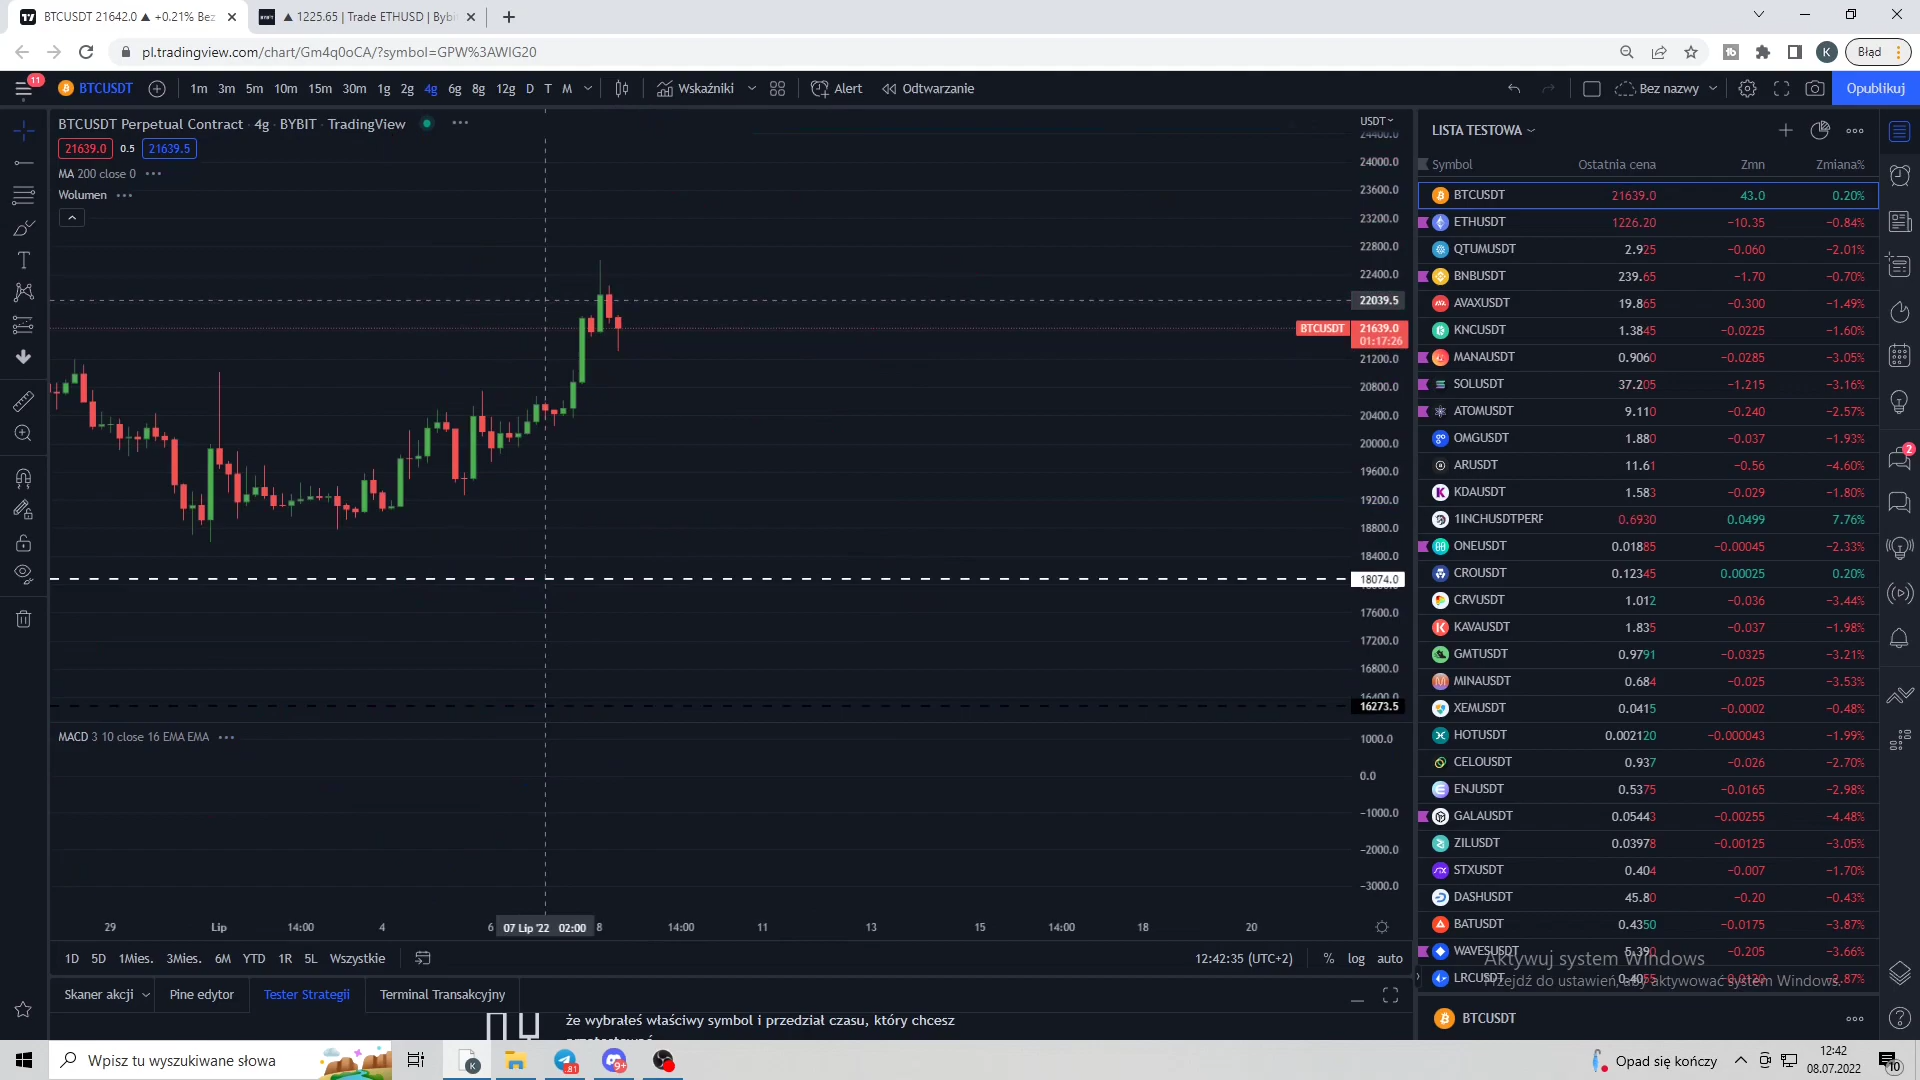 BTCUSDT 21642.0 ▲ +0.21% Bez
▲ 1225.65 | Trade ETHUSD | Bybi
pl.tradingview.com/chart/Gm4q0oCA/?symbol=GPW%3AWIG20
K
Błąd
11
BTCUSDT
1m 3m 5m 10m 15m 30m 1g 2g 4g 6g 8g 12g D T M
Wskaźniki
Alert
Odtwarzanie
Bez nazwy
Opublikuj
BTCUSDT Perpetual Contract · 4g · BYBIT · TradingView
21639.0 0.5 21639.5
MA 200 close 0
Wolumen
USDT
24400.0
24000.0
23600.0
23200.0
22800.0
22400.0
22039.5
BTCUSDT 21639.0
01:17:26
21200.0
20800.0
20400.0
20000.0
19600.0
19200.0
18800.0
18400.0
18074.0
17600.0
17200.0
16800.0
16400.0
16273.5
MACD 3 10 close 16 EMA EMA
1000.0
0.0
-1000.0
-2000.0
-3000.0
29 Lip 14:00 4 6 07 Lip '22 02:00 8 14:00 11 13 15 14:00 18 20
1D 5D 1Mies. 3Mies. 6M YTD 1R 5L Wszystkie
12:42:35 (UTC+2) % log auto
Skaner akcji Pine edytor Tester Strategii Terminal Transakcyjny
że wybrałeś właściwy symbol i przedział czasu, który chcesz
LISTA TESTOWA
Symbol Ostatnia cena Zmn Zmiana%
BTCUSDT 21639.0 43.0 0.20%
ETHUSDT 1226.20 −10.35 −0.84%
QTUMUSDT 2.925 −0.060 −2.01%
BNBUSDT 239.65 −1.70 −0.70%
AVAXUSDT 19.865 −0.300 −1.49%
KNCUSDT 1.3845 −0.0225 −1.60%
MANAUSDT 0.9060 −0.0285 −3.05%
SOLUSDT 37.205 −1.215 −3.16%
ATOMUSDT 9.110 −0.240 −2.57%
OMGUSDT 1.880 −0.037 −1.93%
ARUSDT 11.61 −0.56 −4.60%
KDAUSDT 1.583 −0.029 −1.80%
1INCHUSDTPERP 0.6930 0.0499 7.76%
ONEUSDT 0.01885 −0.00045 −2.33%
CROUSDT 0.12345 0.00025 0.20%
CRVUSDT 1.012 −0.036 −3.44%
KAVAUSDT 1.835 −0.037 −1.98%
GMTUSDT 0.9791 −0.0325 −3.21%
MINAUSDT 0.684 −0.025 −3.53%
XEMUSDT 0.0415 −0.0002 −0.48%
HOTUSDT 0.002120 −0.000043 −1.99%
CELOUSDT 0.937 −0.026 −2.70%
ENJUSDT 0.5375 −0.0165 −2.98%
GALAUSDT 0.05443 −0.00255 −4.48%
ZILUSDT 0.03978 −0.00125 −3.05%
STXUSDT 0.404 −0.007 −1.70%
DASHUSDT 45.80 −0.20 −0.43%
BATUSDT 0.4350 −0.0175 −3.87%
WAVESUSDT 5.390 −0.205 −3.66%
LRCUSDT 0.4055 −0.0120 −2.87%
Aktywuj system Windows
Przejdź do ustawień, aby aktywować system Windows.
BTCUSDT
2
Wpisz tu wyszukiwane słowa
81
9+
Opad się kończy
12:42
08.07.2022
10